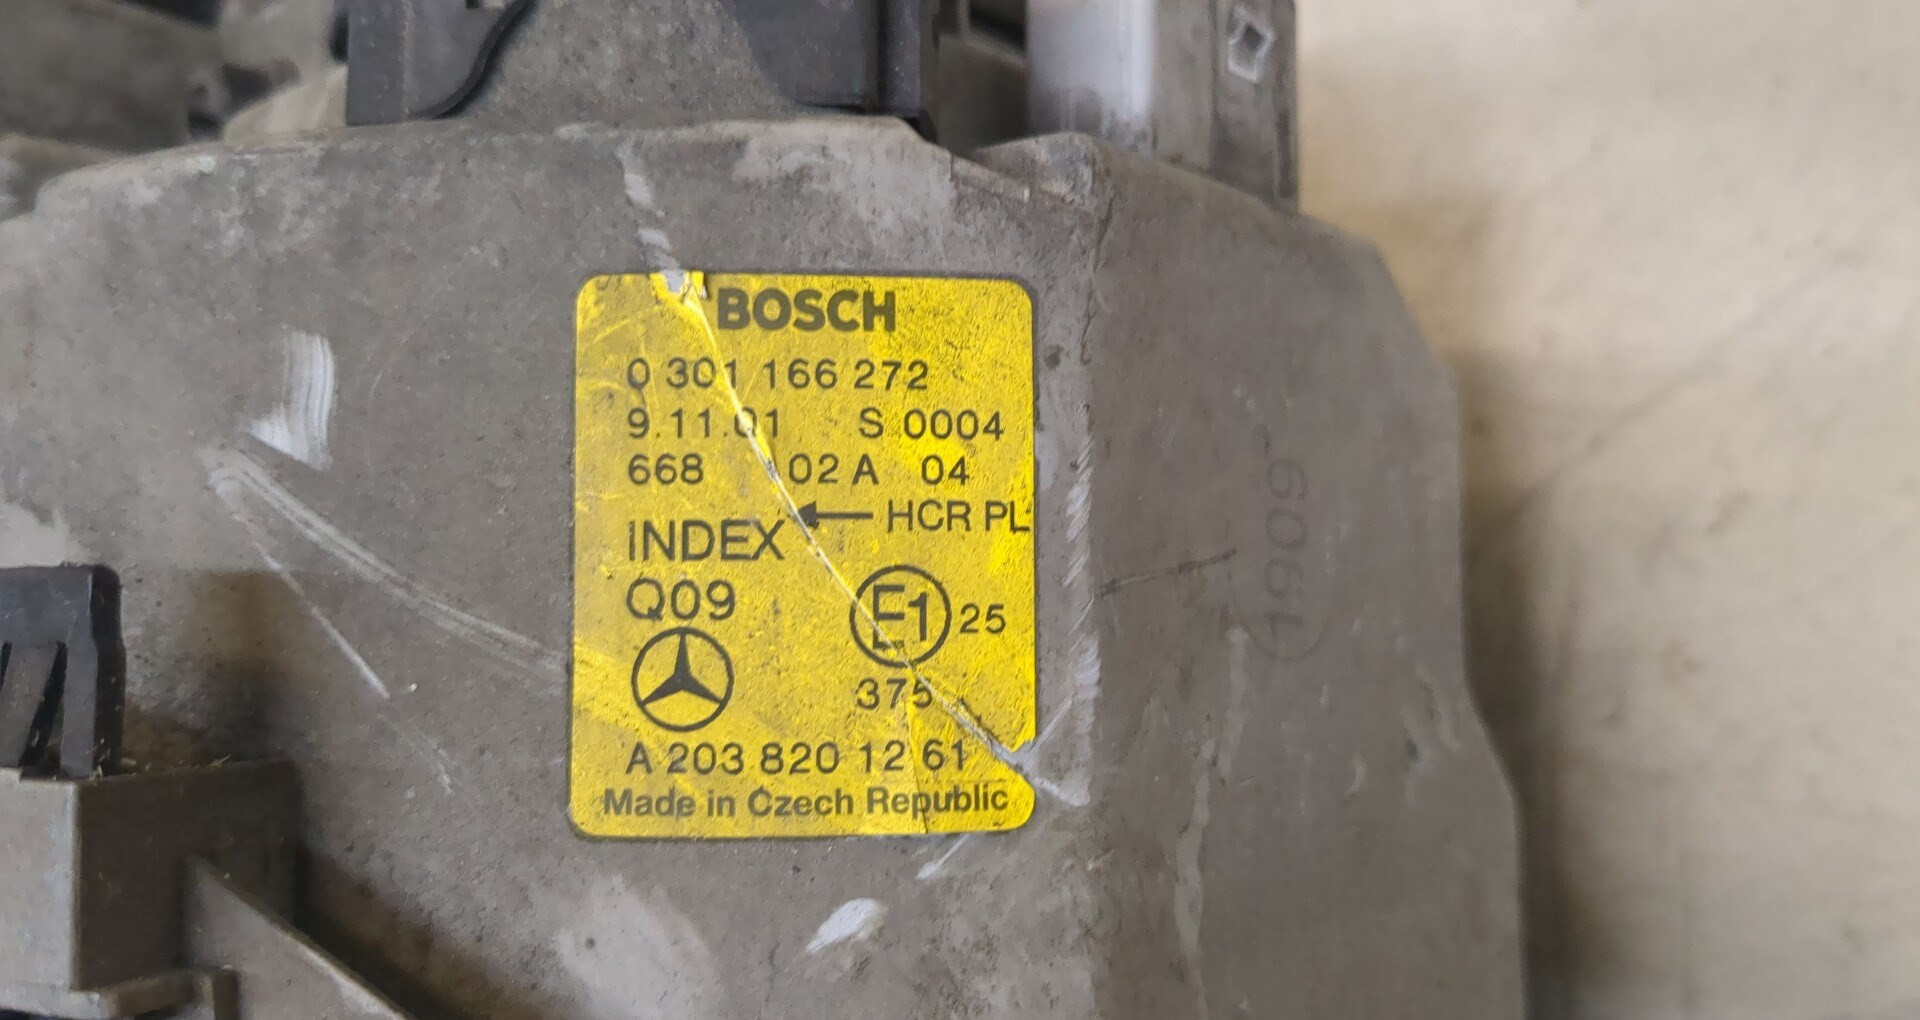 BOSCH
0 301 166 272
9.11.01 S 0004
668 02 A 04
← HCR PL
INDEX
Q09
E1 25
375
A 203 820 12 61
Made in Czech Republic
1909